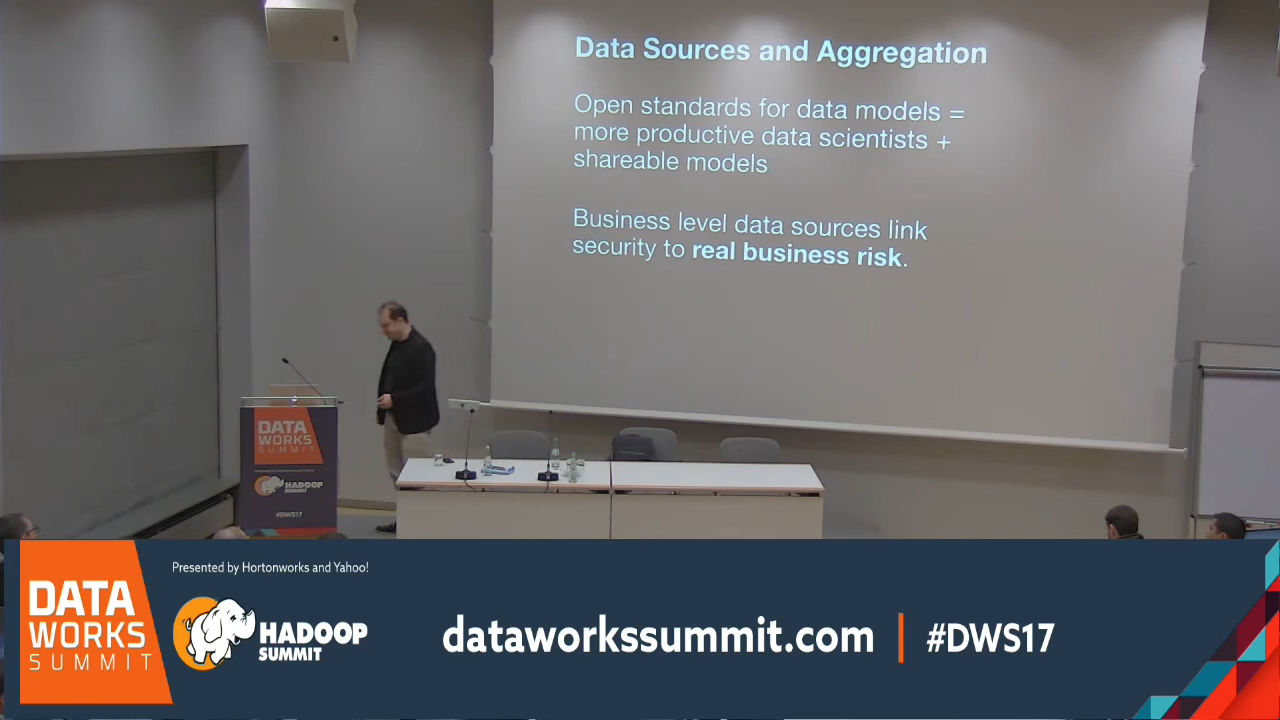 Data Sources and Aggregation
Open standards for data models =
more productive data scientists +
shareable models
Business level data sources link
security to real business risk.
DATA
WORKS
SUMMIT
HADOOP
SUMMIT
#DWS17
DATA
WORKS
SUMMIT
Presented by Hortonworks and Yahoo!
HADOOP
SUMMIT
dataworkssummit.com | #DWS17